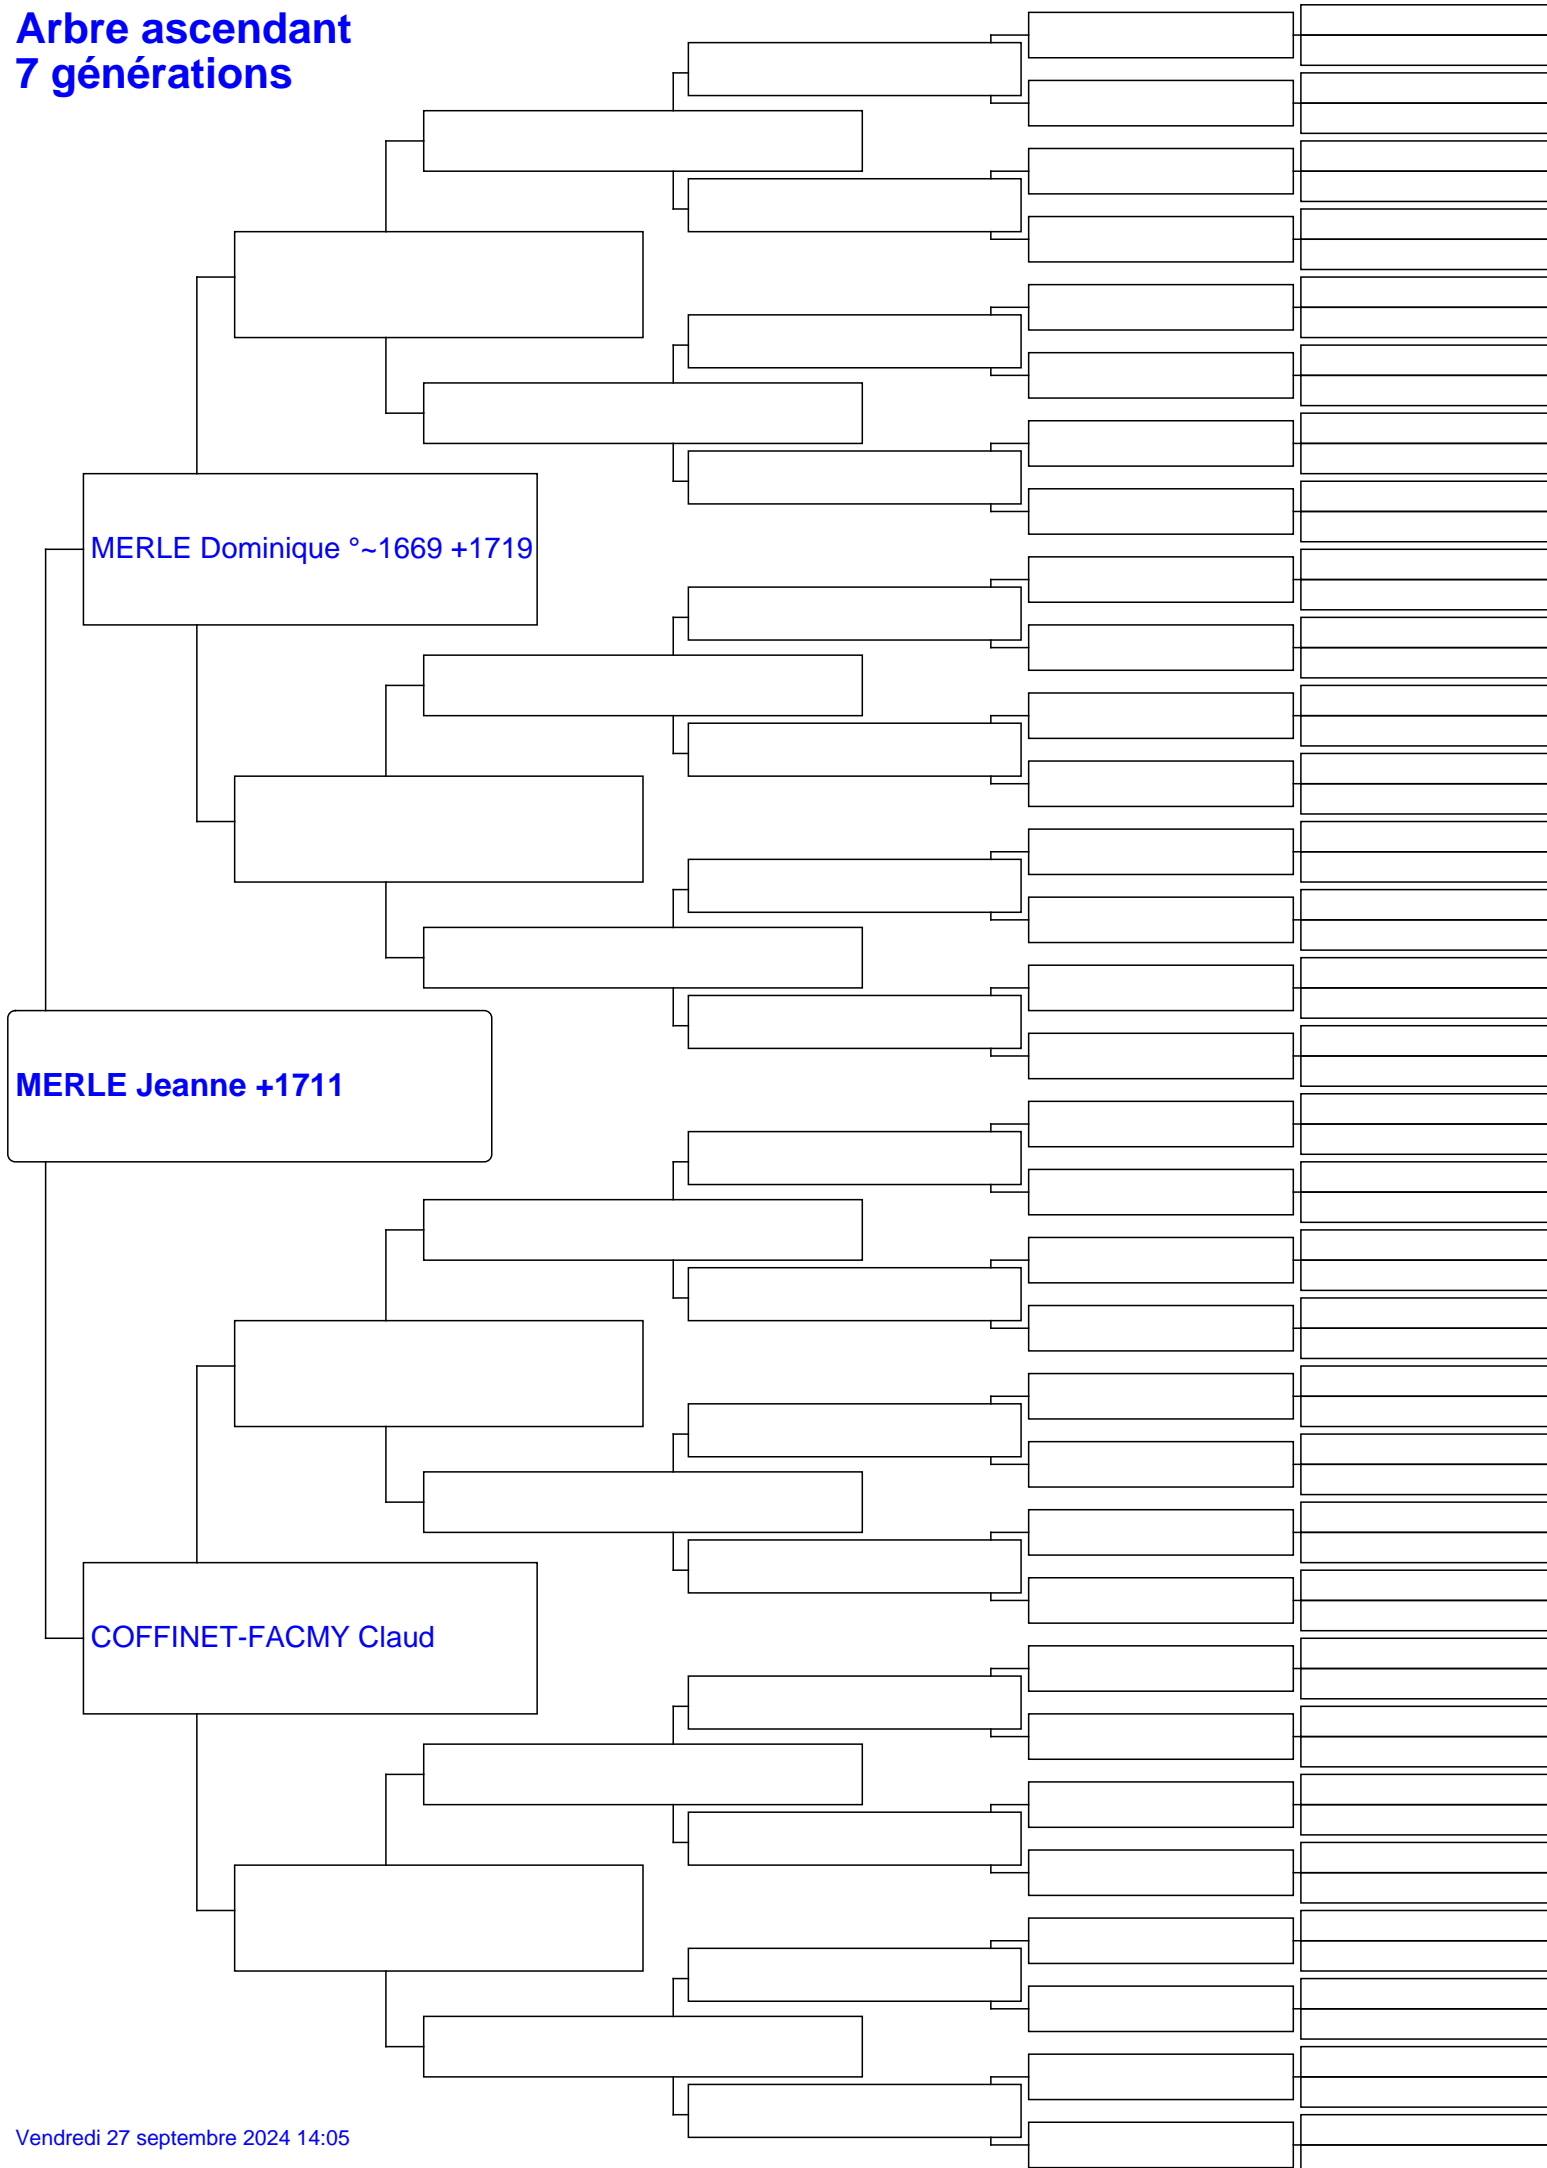 Arbre ascendant
7 générations
MERLE Dominique °~1669 +1719
MERLE Jeanne +1711
COFFINET-FACMY Claud
Vendredi 27 septembre 2024 14:05